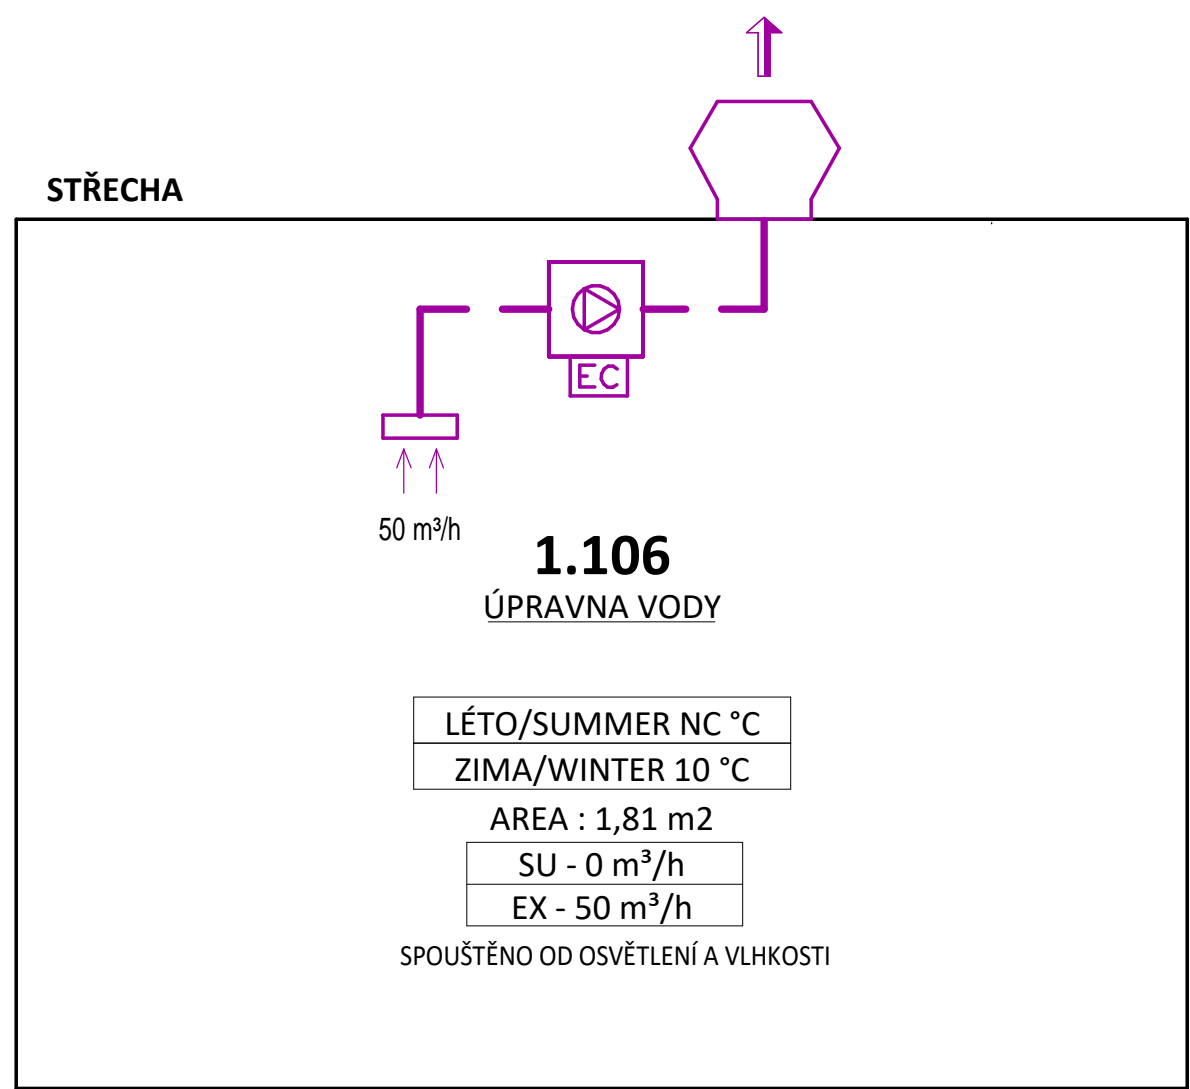 STŘECHA
EC
50 m³/h
1.106
ÚPRAVNA VODY
LÉTO/SUMMER NC °C
ZIMA/WINTER 10 °C
AREA : 1,81 m2
SU - 0 m³/h
EX - 50 m³/h
SPOUŠTĚNO OD OSVĚTLENÍ A VLHKOSTI